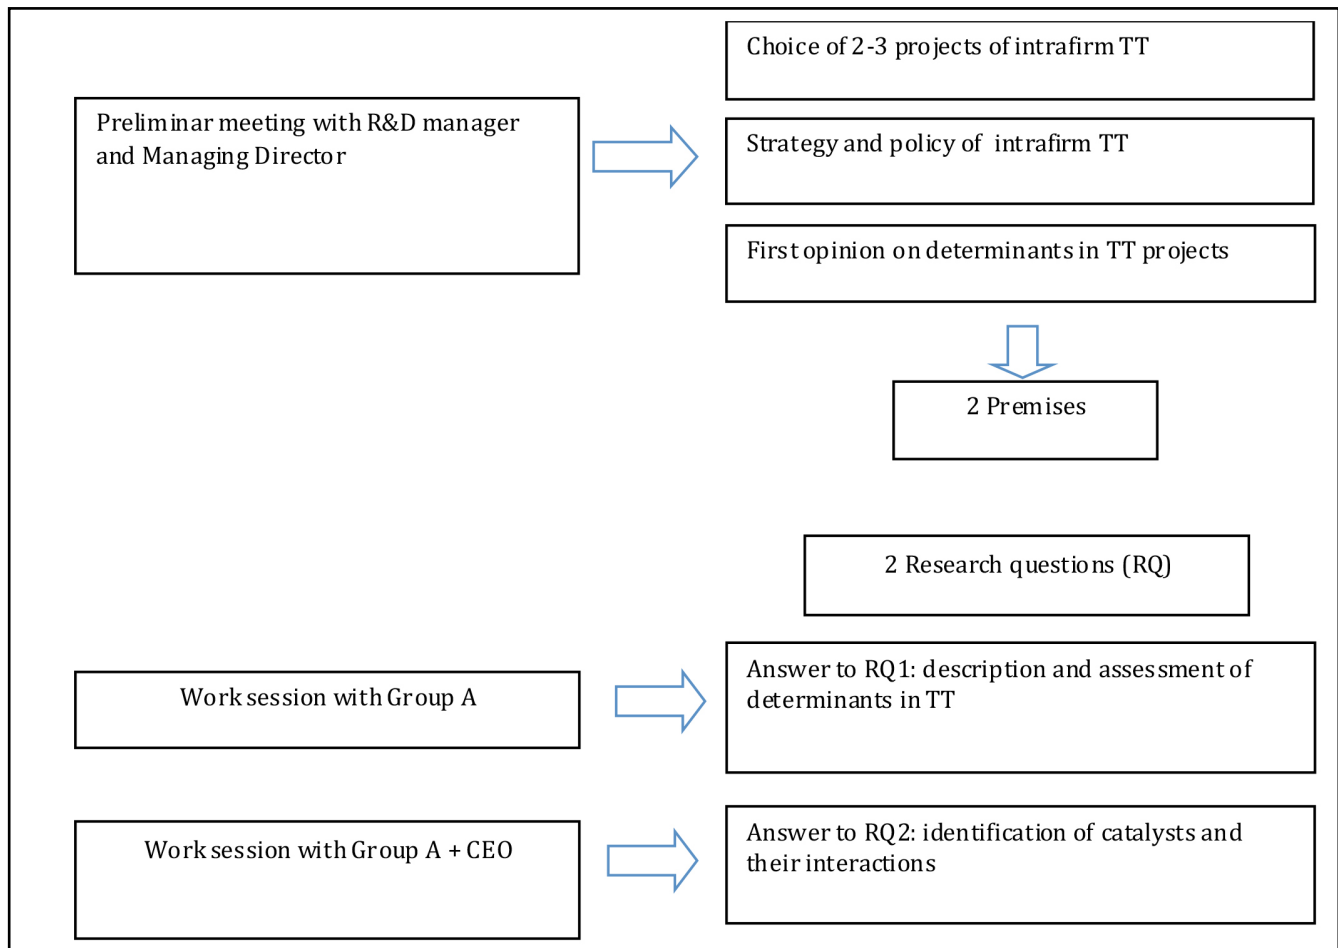 Preliminar meeting with R&D manager
and Managing Director
Choice of 2-3 projects of intrafirm TT
Strategy and policy of intrafirm TT
First opinion on determinants in TT projects
2 Premises
2 Research questions (RQ)
Work session with Group A
Answer to RQ1: description and assessment of
determinants in TT
Work session with Group A + CEO
Answer to RQ2: identification of catalysts and
their interactions